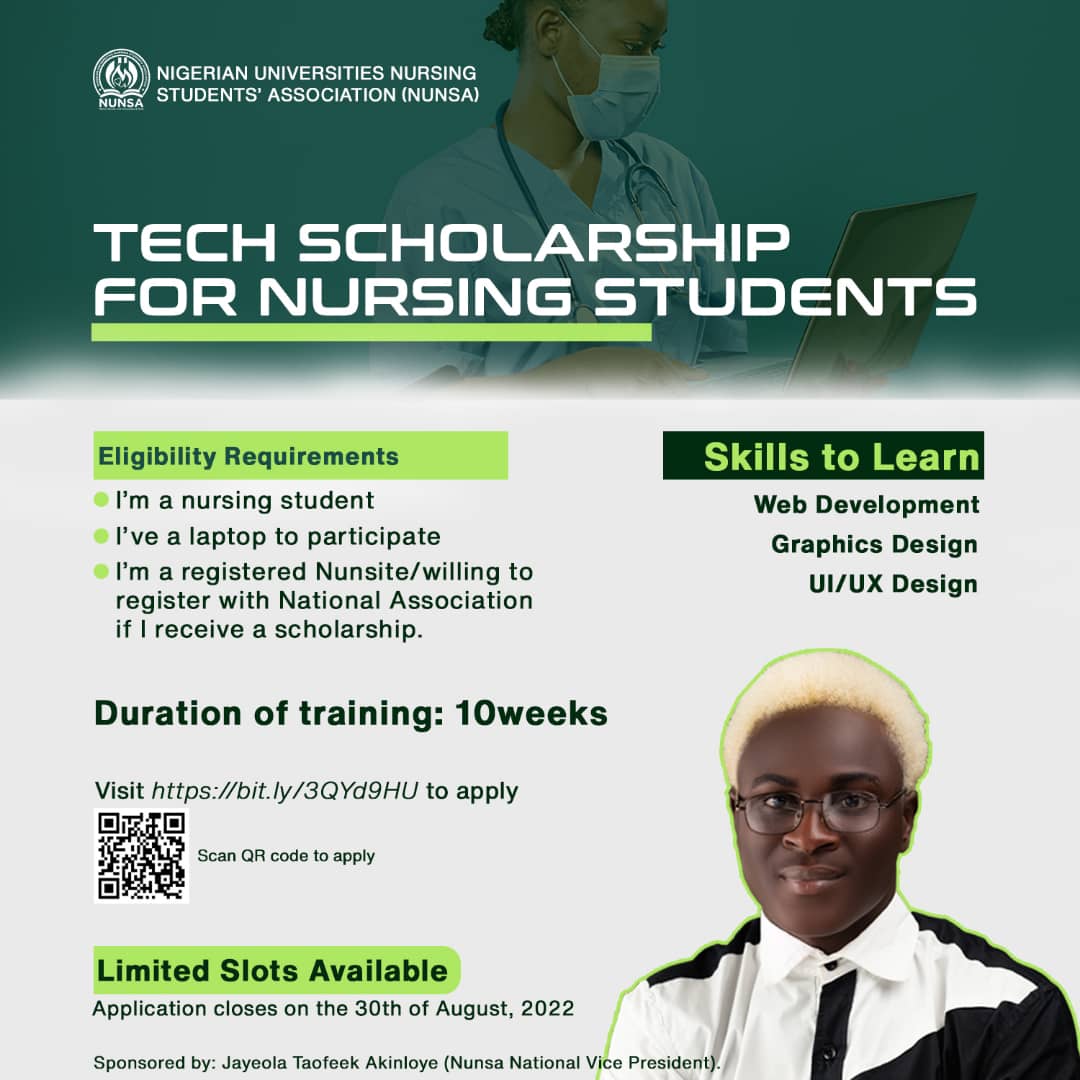 NIGERIAN UNIVERSITIES NURSING
STUDENTS' ASSOCIATION (NUNSA)
NUNSA
TECH SCHOLARSHIP
FOR NURSING STUDENTS
Eligibility Requirements
I'm a nursing student
I've a laptop to participate
I'm a registered Nunsite/willing to
register with National Association
if I receive a scholarship.
Skills to Learn
Web Development
Graphics Design
UI/UX Design
Duration of training: 10weeks
Visit https://bit.ly/3QYd9HU to apply
Scan QR code to apply
Limited Slots Available
Application closes on the 30th of August, 2022
Sponsored by: Jayeola Taofeek Akinloye (Nunsa National Vice President).